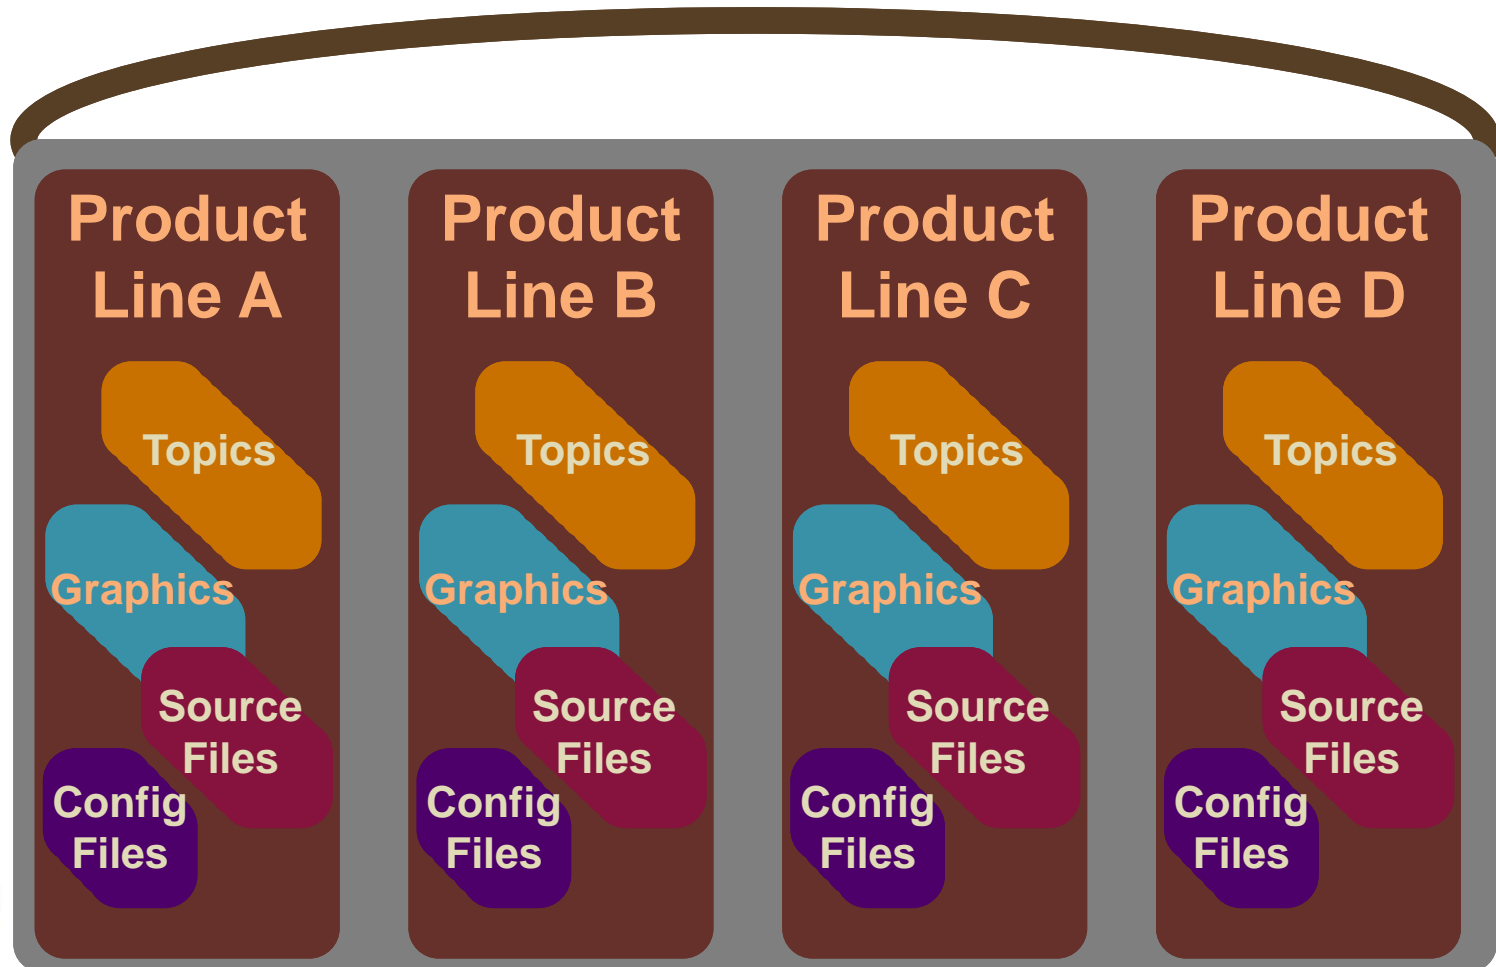 Product
Line A
Topics
Graphics
Source
Files
Config
Files
Product
Line B
Topics
Graphics
Source
Files
Config
Files
Product
Line C
Topics
Graphics
Source
Files
Config
Files
Product
Line D
Topics
Graphics
Source
Files
Config
Files